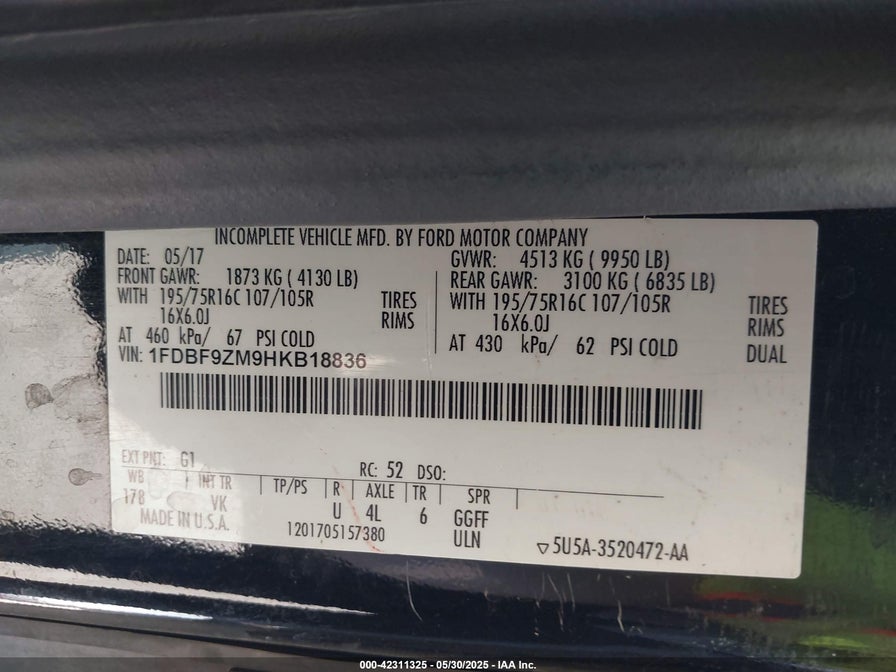 INCOMPLETE VEHICLE MFD. BY FORD MOTOR COMPANY
DATE: 05/17 GVWR: 4513 KG ( 9950 LB)
FRONT GAWR: 1873 KG ( 4130 LB) REAR GAWR: 3100 KG ( 6835 LB)
WITH 195/75R16C 107/105R TIRES WITH 195/75R16C 107/105R TIRES
16X6.0J RIMS 16X6.0J RIMS
AT 460 kPa/ 67 PSI COLD AT 430 kPa/ 62 PSI COLD DUAL
VIN: 1FDBF9ZM9HKB18836
EXT PNT: G1 RC: 52 DSO:
WB INT TR TP/PS R AXLE TR SPR
178 VK U 4L 6 GGFF
MADE IN U.S.A. 1201705157380 ULN ▽5U5A-3520472-AA
000-42311325 - 05/30/2025 - IAA Inc.